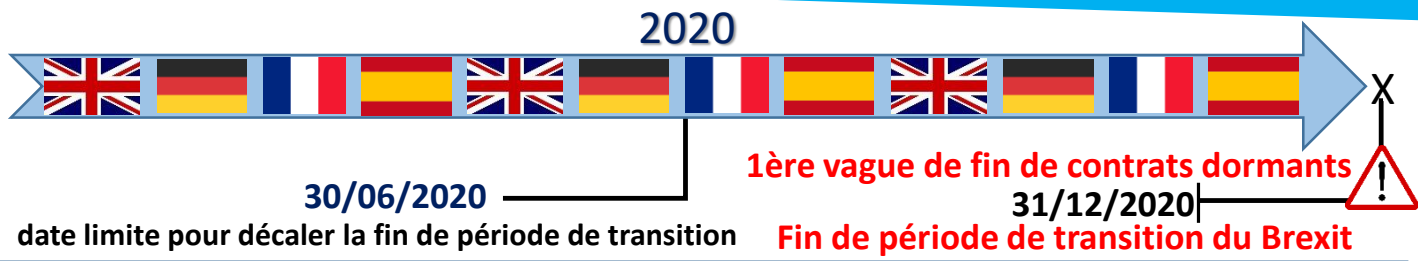 2020
X
1ère vague de fin de contrats dormants
30/06/2020
31/12/2020
date limite pour décaler la fin de période de transition
Fin de période de transition du Brexit